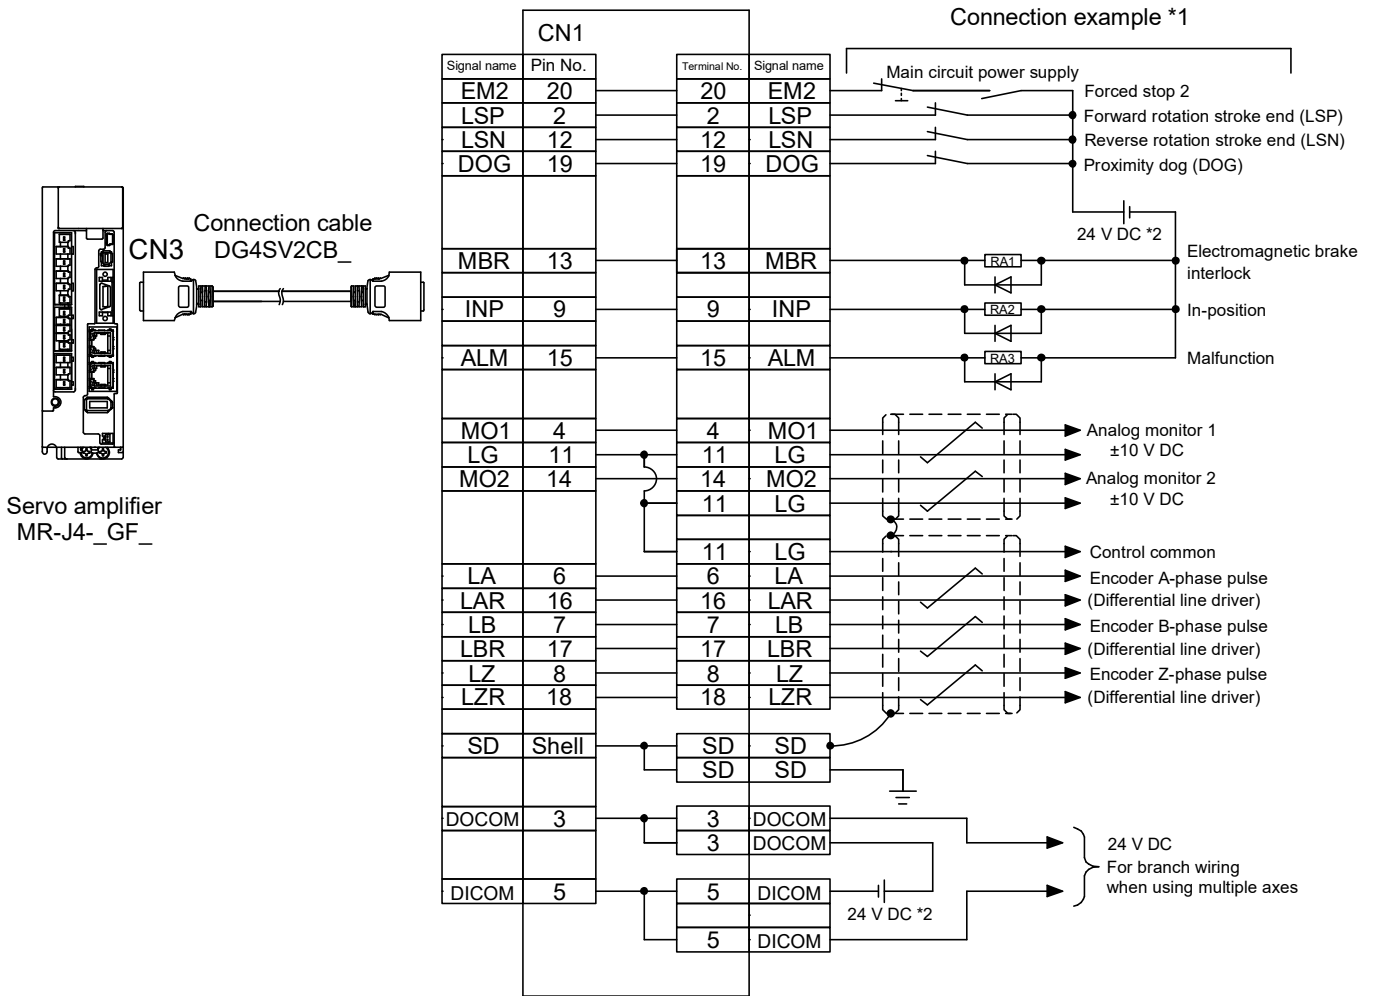 Connection example *1
CN1
Signal name Pin No. Terminal No. Signal name
Main circuit power supply
EM2 20 20 EM2 Forced stop 2
LSP 2 2 LSP Forward rotation stroke end (LSP)
LSN 12 12 LSN Reverse rotation stroke end (LSN)
DOG 19 19 DOG Proximity dog (DOG)
Connection cable
DG4SV2CB_
CN3
24 V DC *2
MBR 13 13 MBR RA1 Electromagnetic brake
interlock
INP 9 9 INP RA2 In-position
ALM 15 15 ALM RA3 Malfunction
MO1 4 4 MO1 Analog monitor 1
LG 11 11 LG ±10 V DC
MO2 14 14 MO2 Analog monitor 2
11 LG ±10 V DC
Servo amplifier
MR-J4-_GF_
11 LG Control common
LA 6 6 LA Encoder A-phase pulse
LAR 16 16 LAR (Differential line driver)
LB 7 7 LB Encoder B-phase pulse
LBR 17 17 LBR (Differential line driver)
LZ 8 8 LZ Encoder Z-phase pulse
LZR 18 18 LZR (Differential line driver)
SD Shell SD SD
SD SD
DOCOM 3 3 DOCOM
3 DOCOM 24 V DC
For branch wiring
when using multiple axes
DICOM 5 5 DICOM
24 V DC *2
5 DICOM